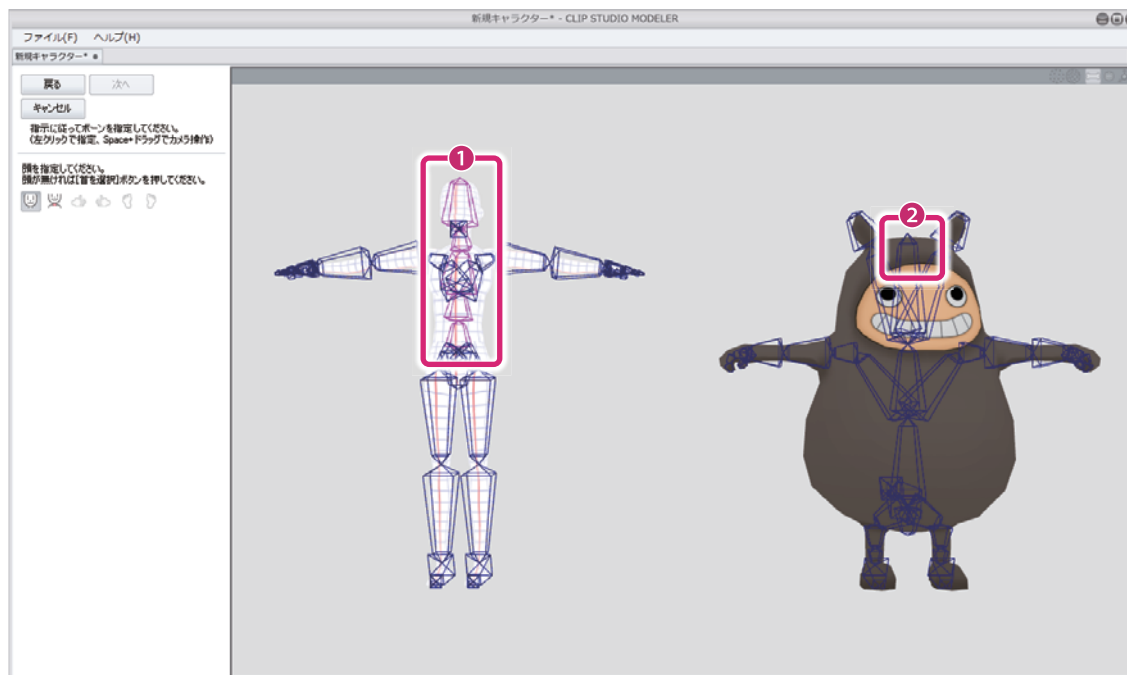 新規キャラクター* - CLIP STUDIO MODELER
ファイル(F) ヘルプ(H)
新規キャラクター*
戻る 次へ
キャンセル
指示に従ってボーンを指定してください。
(左クリックで指定、Space+ドラッグでカメラ操作)
頭を指定してください。
頭が無ければ[首を選択]ボタンを押してください。
1
2